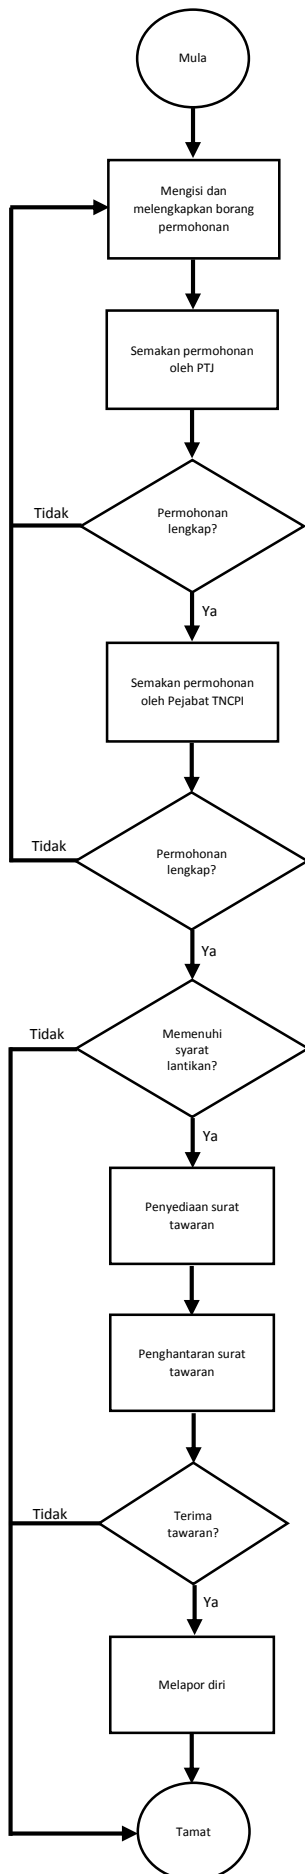 Mula
Mengisi dan
melengkapkan borang
permohonan
Semakan permohonan
oleh PTJ
Tidak
Permohonan
lengkap?
Ya
Semakan permohonan
oleh Pejabat TNCPI
Tidak
Permohonan
lengkap?
Ya
Tidak
Memenuhi
syarat
lantikan?
Ya
Penyediaan surat
tawaran
Penghantaran surat
tawaran
Tidak
Terima
tawaran?
Ya
Melapor diri
Tamat